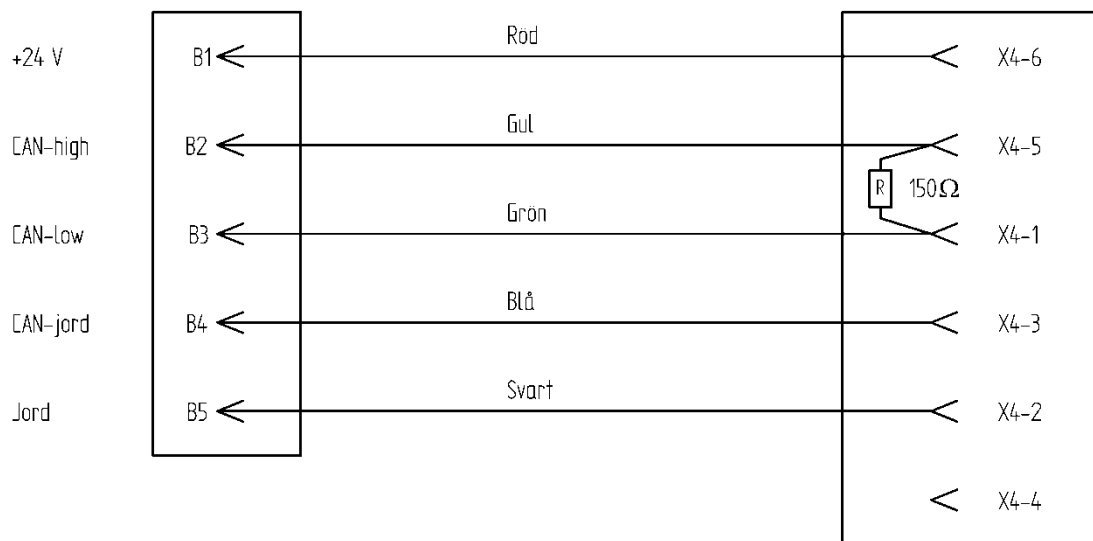 Röd
+24 V B1 X4-6
Gul
CAN-high B2 X4-5
R 150Ω
Grön
CAN-low B3 X4-1
Blå
CAN-jord B4 X4-3
Svart
Jord B5 X4-2
X4-4